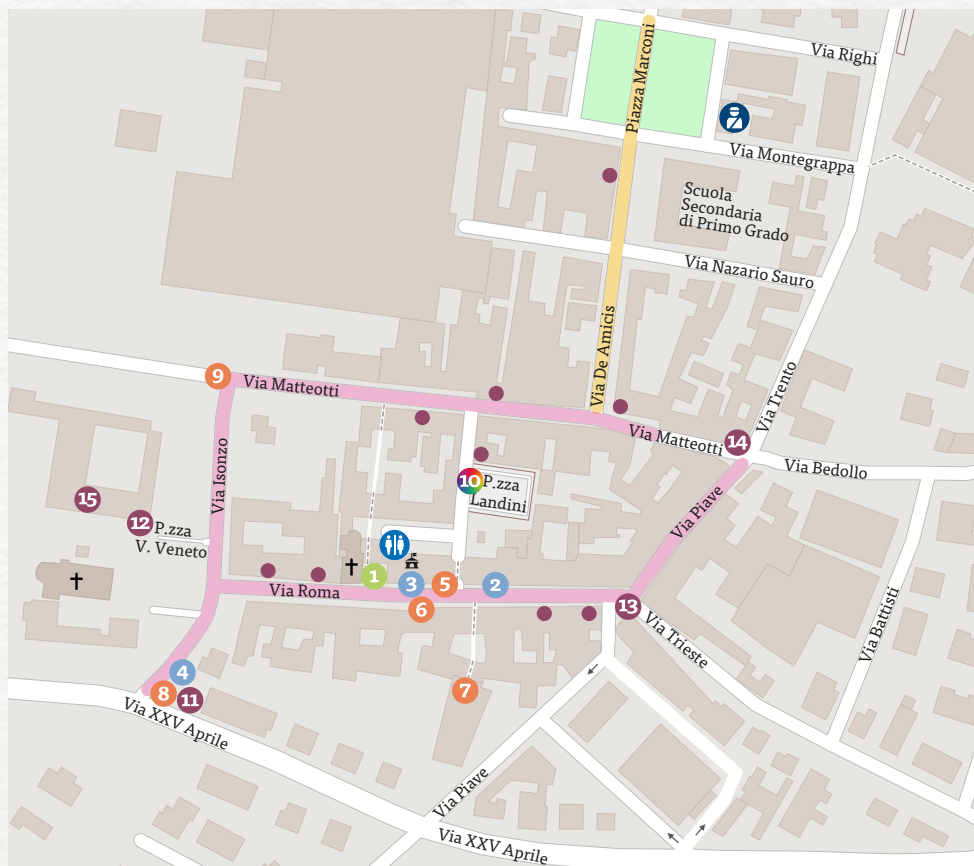 Via Righi
Piazza Marconi
Via Montegrappa
Scuola
Secondaria
di Primo Grado
Via Nazario Sauro
Via De Amicis
Via Trento
9
Via Matteotti
Via Matteotti
14
Via Bedollo
Via Isonzo
10
P.zza
Landini
15
12
P.zza
V. Veneto
Via Piave
1
3
5
2
Via Roma
6
13
Via Trieste
Via Battisti
4
8
11
7
Via XXV Aprile
Via Piave
Via XXV Aprile